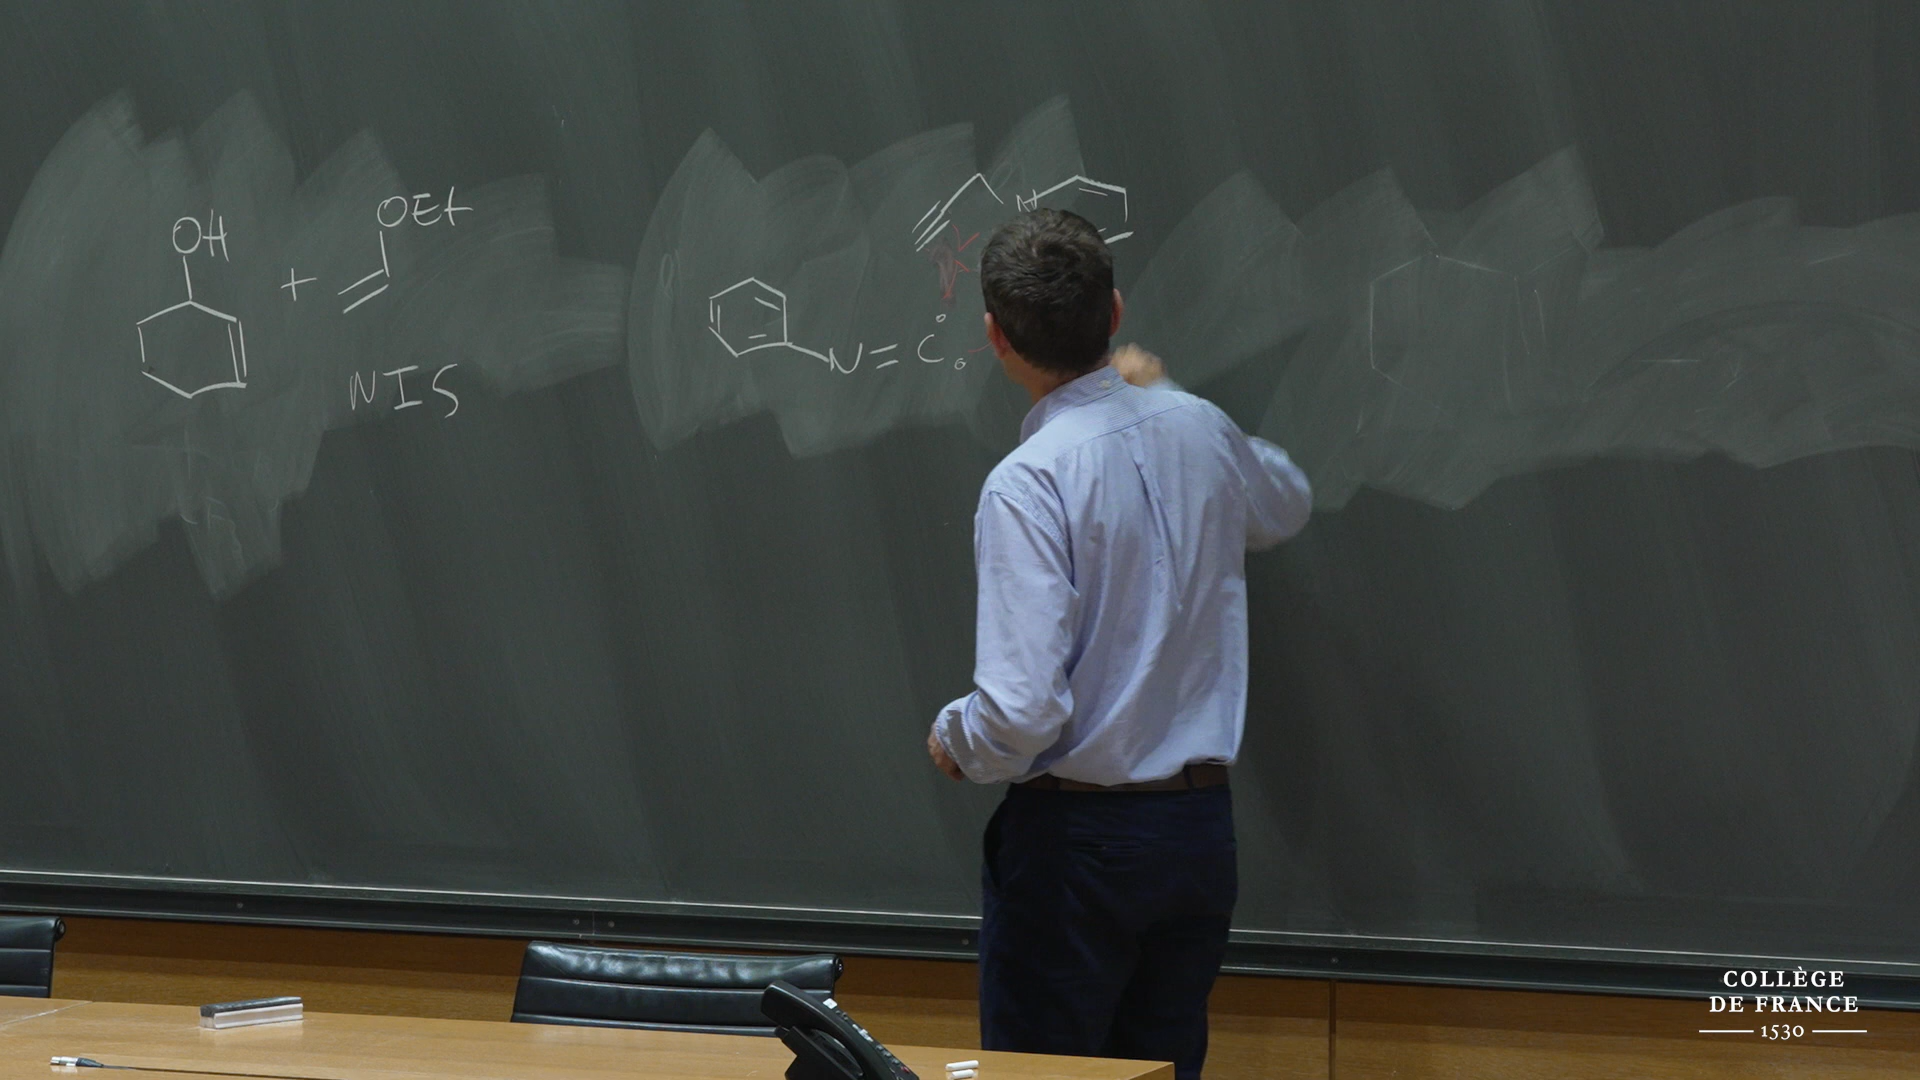 OH
+
OEt
NIS
N
N = C
COLLÈGE
DE FRANCE
1530